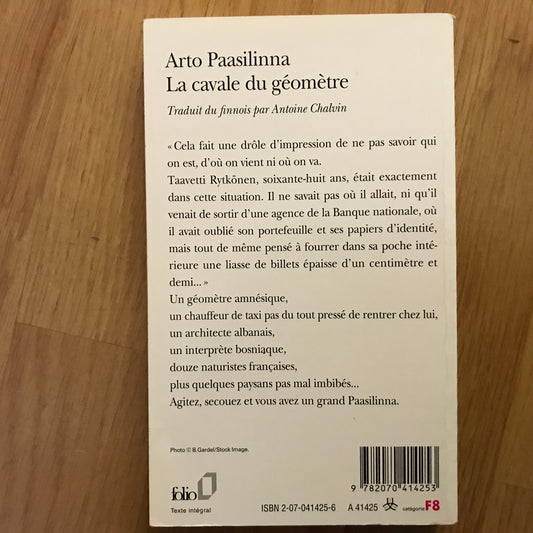 Arto Paasilinna
La cavale du géomètre
Traduit du finnois par Antoine Chalvin
« Cela fait une drôle d'impression de ne pas savoir qui
on est, d'où on vient ni où on va.
Taavetti Rytkönen, soixante-huit ans, était exactement
dans cette situation. Il ne savait pas où il allait, ni qu'il
venait de sortir d'une agence de la Banque nationale, où
il avait oublié son portefeuille et ses papiers d'identité,
mais tout de même pensé à fourrer dans sa poche inté-
rieure une liasse de billets épaisse d'un centimètre et
demi... »
Un géomètre amnésique,
un chauffeur de taxi pas du tout pressé de rentrer chez lui,
un architecte albanais,
un interprète bosniaque,
douze naturistes françaises,
plus quelques paysans pas mal imbibés...
Agitez, secouez et vous avez un grand Paasilinna.
Photo © B.Gardel/Stock Image.
9 782070 414253
folio
Texte intégral
ISBN 2-07-041425-6 A 41425 catégorie F8